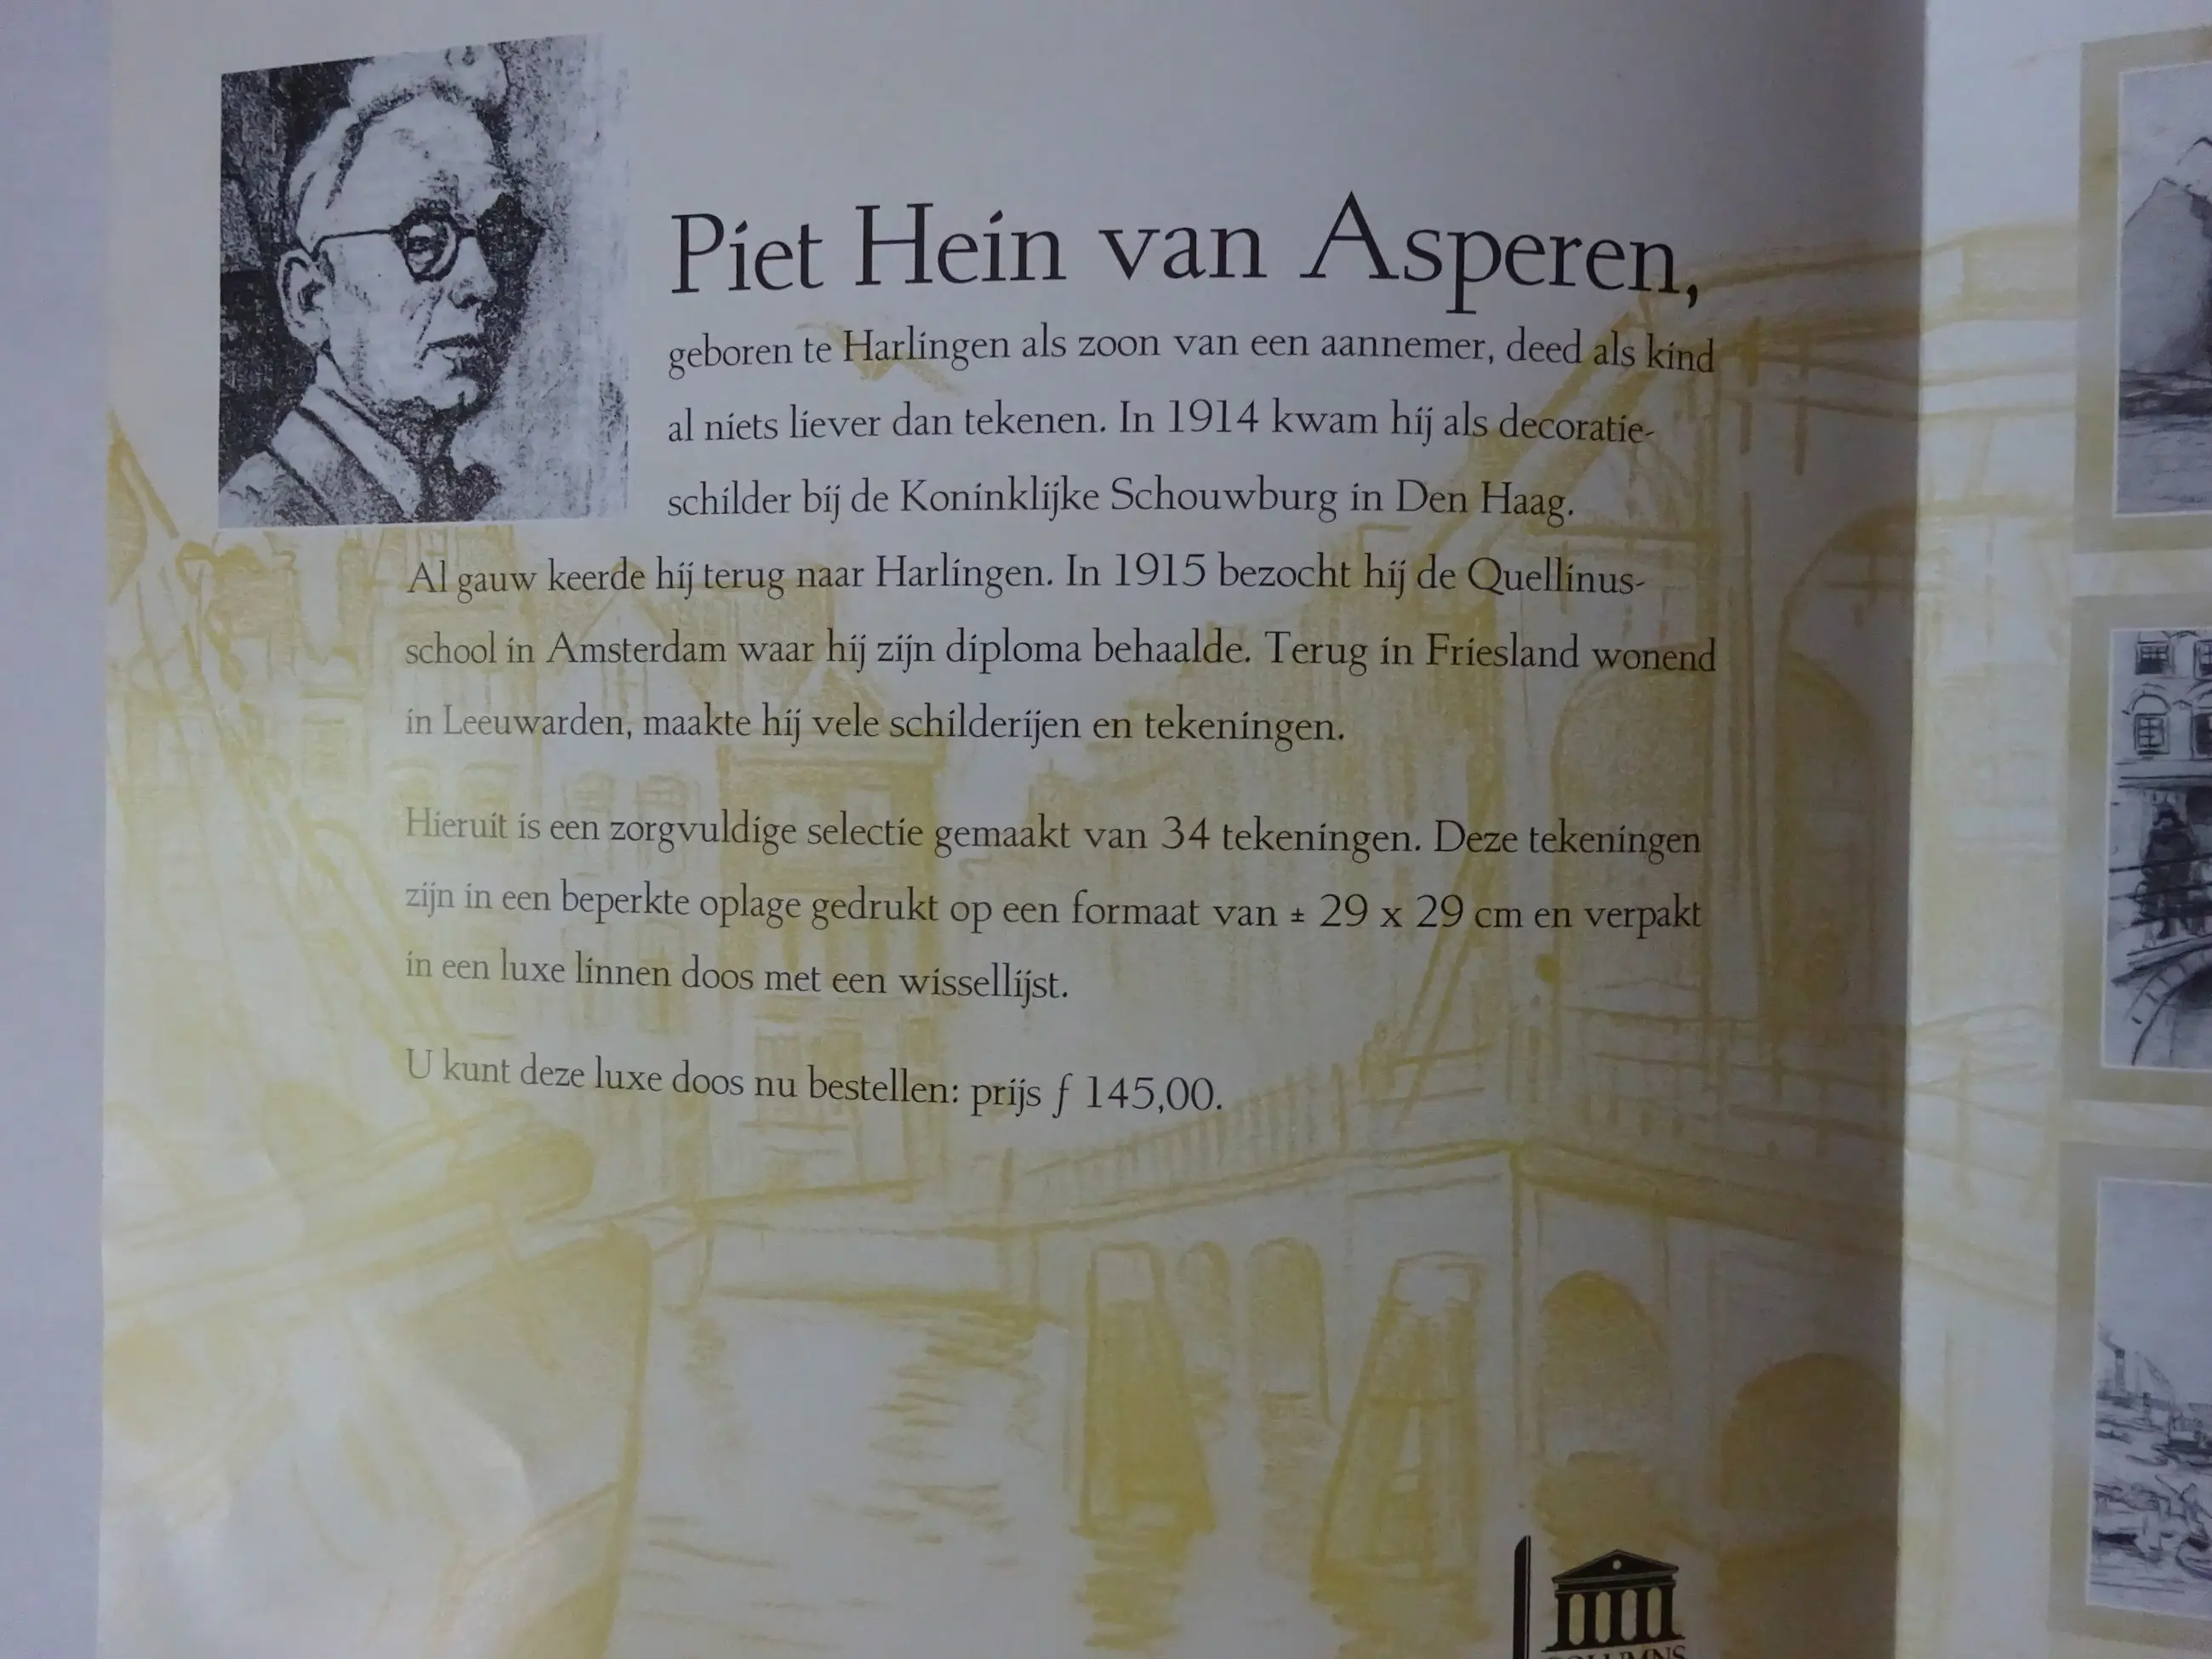 Piet Hein van Asperen,
geboren te Harlingen als zoon van een aannemer, deed als kind
al niets liever dan tekenen. In 1914 kwam hij als decoratie-
schilder bij de Koninklijke Schouwburg in Den Haag.
Al gauw keerde hij terug naar Harlingen. In 1915 bezocht hij de Quellinus-
school in Amsterdam waar hij zijn diploma behaalde. Terug in Friesland wonend
in Leeuwarden, maakte hij vele schilderijen en tekeningen.
Hieruit is een zorgvuldige selectie gemaakt van 34 tekeningen. Deze tekeningen
zijn in een beperkte oplage gedrukt op een formaat van ± 29 x 29 cm en verpakt
in een luxe linnen doos met een wissellijst.
U kunt deze luxe doos nu bestellen: prijs ƒ 145,00.